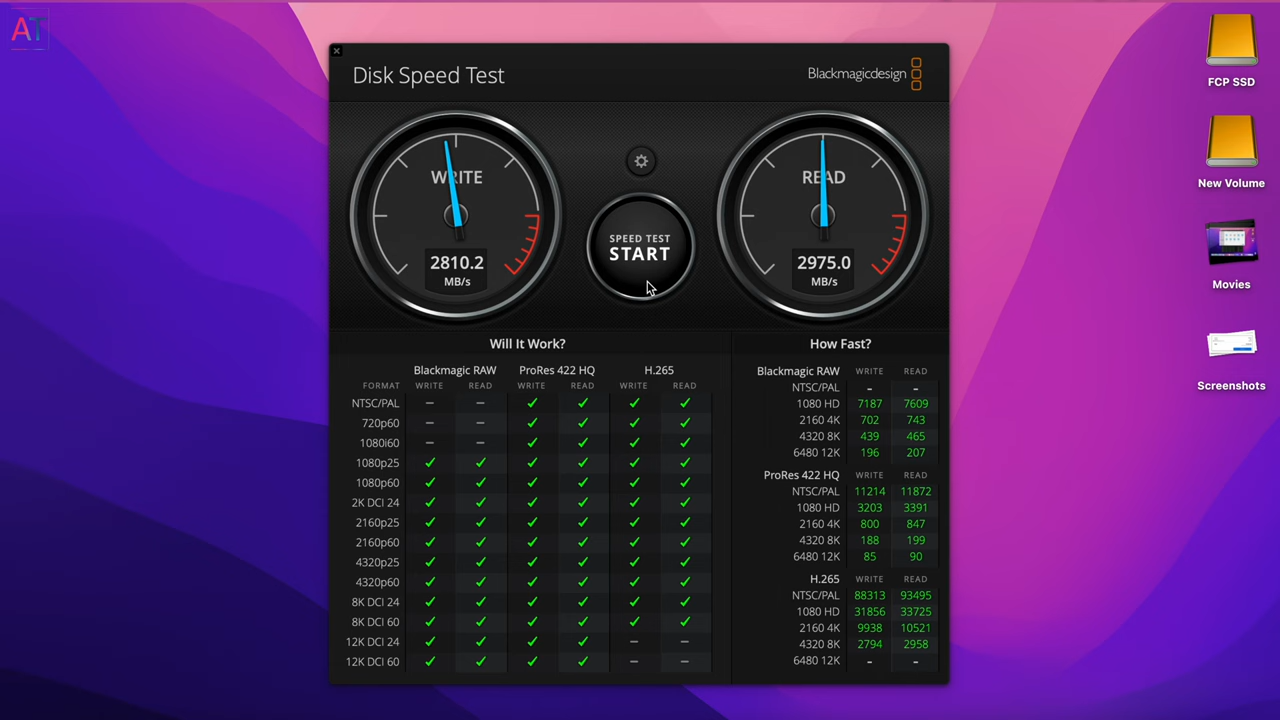 AT
Disk Speed Test
Blackmagicdesign
WRITE
2810.2
MB/s
SPEED TEST
START
READ
2975.0
MB/s
FCP SSD
New Volume
Movies
Screenshots
Will It Work?
Blackmagic RAW ProRes 422 HQ H.265
FORMAT WRITE READ WRITE READ WRITE READ
NTSC/PAL – – ✓ ✓ ✓ ✓
720p60 – – ✓ ✓ ✓ ✓
1080i60 – – ✓ ✓ ✓ ✓
1080p25 ✓ ✓ ✓ ✓ ✓ ✓
1080p60 ✓ ✓ ✓ ✓ ✓ ✓
2K DCI 24 ✓ ✓ ✓ ✓ ✓ ✓
2160p25 ✓ ✓ ✓ ✓ ✓ ✓
2160p60 ✓ ✓ ✓ ✓ ✓ ✓
4320p25 ✓ ✓ ✓ ✓ ✓ ✓
4320p60 ✓ ✓ ✓ ✓ ✓ ✓
8K DCI 24 ✓ ✓ ✓ ✓ ✓ ✓
8K DCI 60 ✓ ✓ ✓ ✓ ✓ ✓
12K DCI 24 ✓ ✓ ✓ ✓ – –
12K DCI 60 ✓ ✓ ✓ ✓ – –
How Fast?
Blackmagic RAW WRITE READ
NTSC/PAL - -
1080 HD 7187 7609
2160 4K 702 743
4320 8K 439 465
6480 12K 196 207
ProRes 422 HQ WRITE READ
NTSC/PAL 11214 11872
1080 HD 3203 3391
2160 4K 800 847
4320 8K 188 199
6480 12K 85 90
H.265 WRITE READ
NTSC/PAL 88313 93495
1080 HD 31856 33725
2160 4K 9938 10521
4320 8K 2794 2958
6480 12K - -